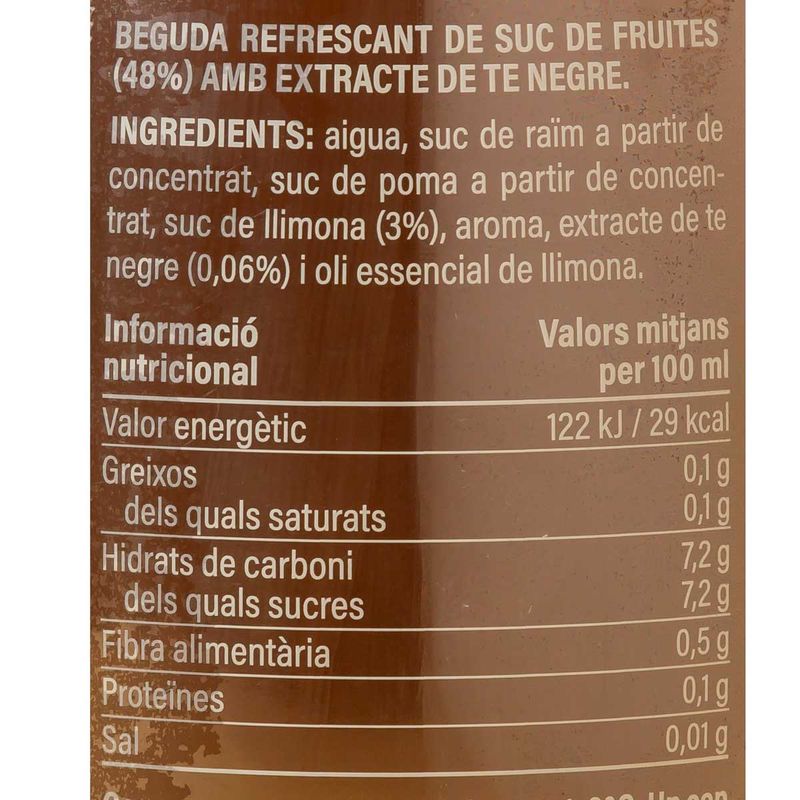 BEGUDA REFRESCANT DE SUC DE FRUITES
(48%) AMB EXTRACTE DE TE NEGRE.
INGREDIENTS: aigua, suc de raïm a partir de
concentrat, suc de poma a partir de concen-
trat, suc de llimona (3%), aroma, extracte de te
negre (0,06%) i oli essencial de llimona.
Informació
nutricional
Valors mitjans
per 100 ml
Valor energètic 122 kJ / 29 kcal
Greixos 0,1 g
dels quals saturats 0,1 g
Hidrats de carboni 7,2 g
dels quals sucres 7,2 g
Fibra alimentària 0,5 g
Proteïnes 0,1 g
Sal 0,01 g